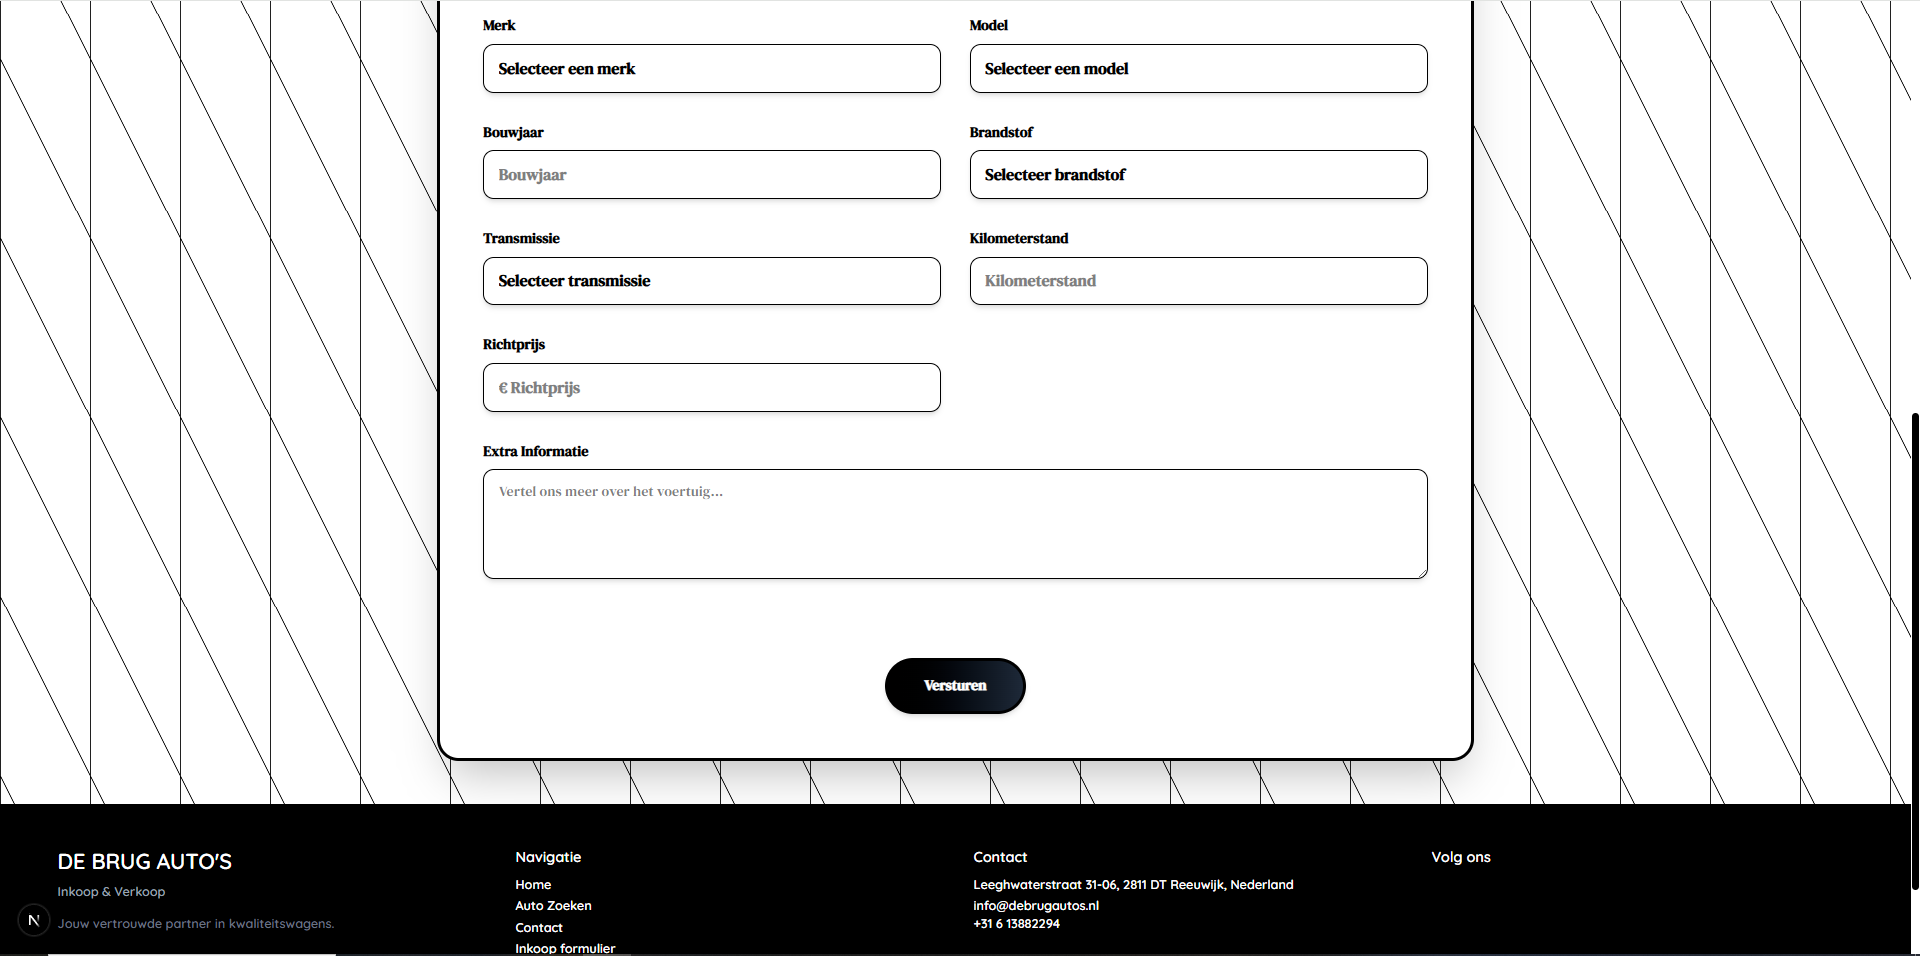 Merk
Model
Selecteer een merk
Selecteer een model
Bouwjaar
Brandstof
Bouwjaar
Selecteer brandstof
Transmissie
Kilometerstand
Selecteer transmissie
Kilometerstand
Richtprijs
€ Richtprijs
Extra Informatie
Vertel ons meer over het voertuig...
Versturen
DE BRUG AUTO'S
Inkoop & Verkoop
Jouw vertrouwde partner in kwaliteitswagens.
N
Navigatie
Home
Auto Zoeken
Contact
Inkoop formulier
Contact
Leeghwaterstraat 31-06, 2811 DT Reeuwijk, Nederland
info@debrugautos.nl
+31 6 13882294
Volg ons